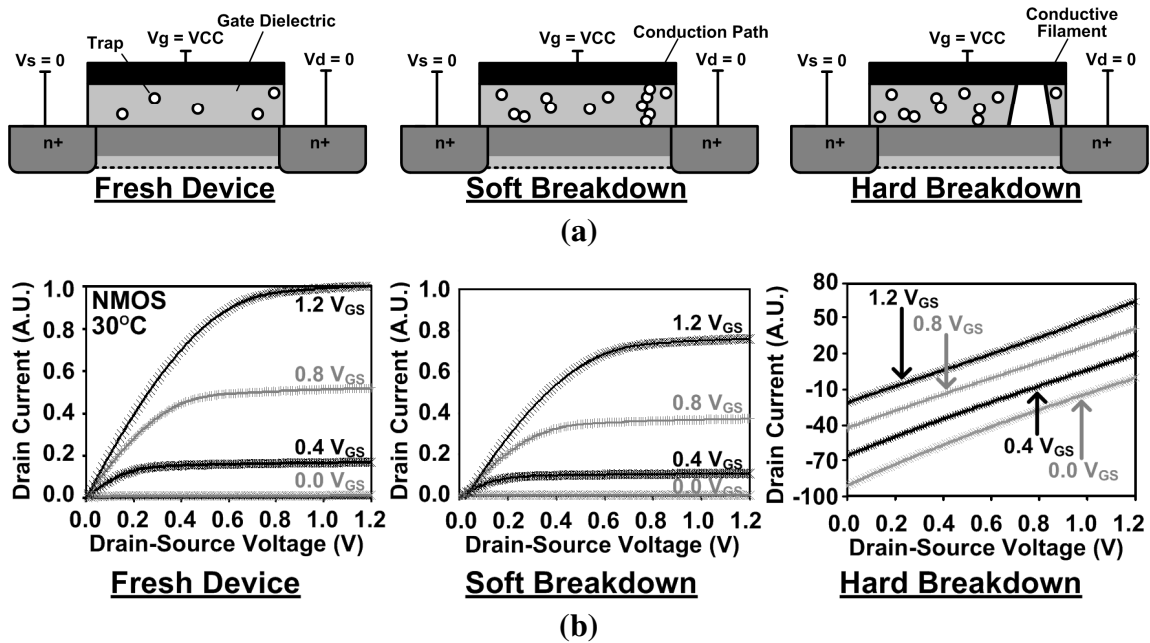 Trap
Gate Dielectric
Vg = VCC
Vs = 0
Vd = 0
n+
n+
Fresh Device
Vg = VCC
Conduction Path
Vs = 0
Vd = 0
n+
n+
Soft Breakdown
Conductive
Filament
Vg = VCC
Vs = 0
Vd = 0
n+
n+
Hard Breakdown
(a)
Drain Current (A.U.)
1.0
0.8
0.6
0.4
0.2
0.0
NMOS
30°C
1.2 VGS
0.8 VGS
0.4 VGS
0.0 VGS
0.0 0.2 0.4 0.6 0.8 1.0 1.2
Drain-Source Voltage (V)
Fresh Device
Drain Current (A.U.)
1.0
0.8
0.6
0.4
0.2
0.0
1.2 VGS
0.8 VGS
0.4 VGS
0.0 VGS
0.0 0.2 0.4 0.6 0.8 1.0 1.2
Drain-Source Voltage (V)
Soft Breakdown
Drain Current (A.U.)
80
50
20
-10
-40
-70
-100
1.2 VGS
0.8 VGS
0.4 VGS
0.0 VGS
0.0 0.2 0.4 0.6 0.8 1.0 1.2
Drain-Source Voltage (V)
Hard Breakdown
(b)